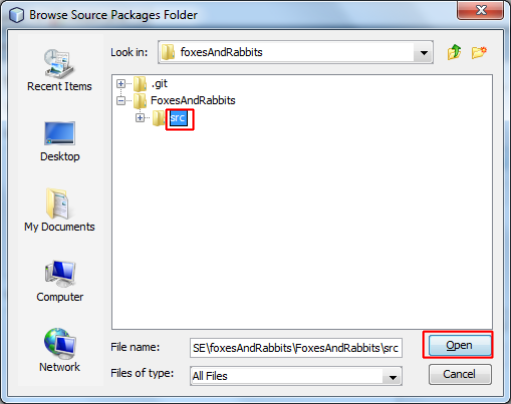 Browse Source Packages Folder
Look in: foxesAndRabbits
Recent Items
Desktop
My Documents
Computer
Network
.git
FoxesAndRabbits
src
File name: SE\foxesAndRabbits\FoxesAndRabbits\src
Open
Files of type: All Files
Cancel